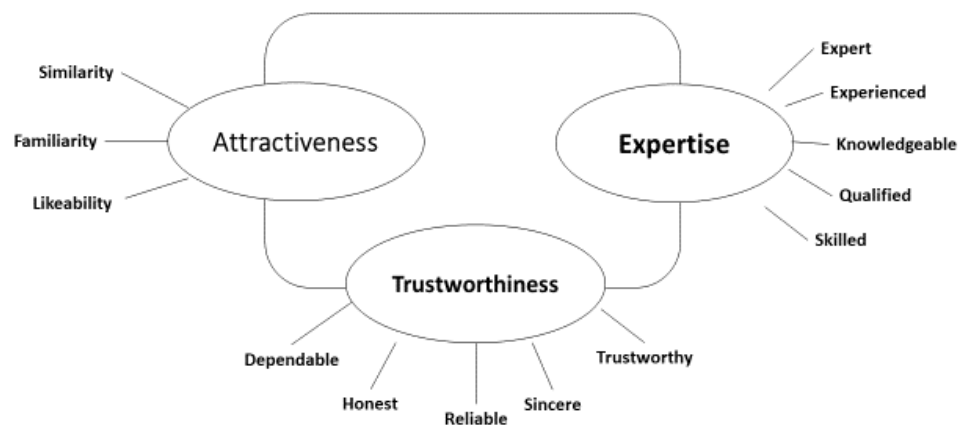 Similarity
Familiarity
Likeability
Attractiveness
Expertise
Expert
Experienced
Knowledgeable
Qualified
Skilled
Trustworthiness
Dependable
Honest
Reliable
Sincere
Trustworthy